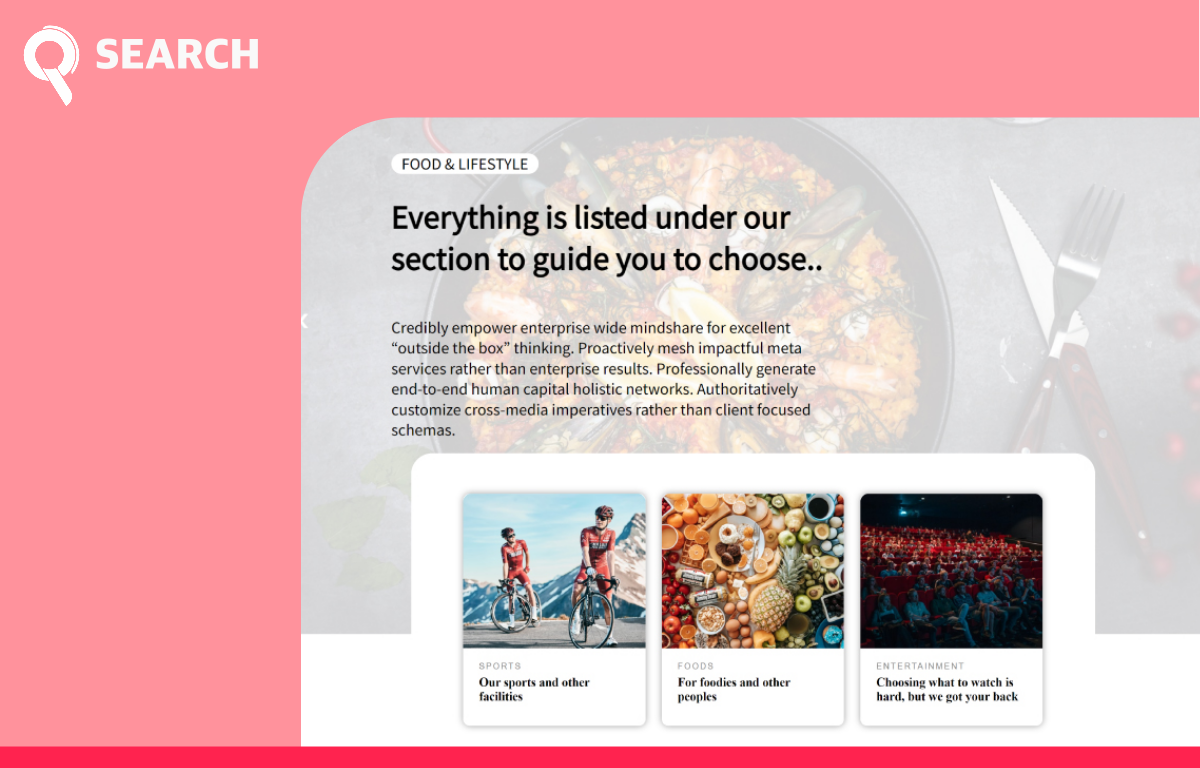 SEARCH
FOOD & LIFESTYLE
Everything is listed under our
section to guide you to choose..
Credibly empower enterprise wide mindshare for excellent
“outside the box” thinking. Proactively mesh impactful meta
services rather than enterprise results. Professionally generate
end-to-end human capital holistic networks. Authoritatively
customize cross-media imperatives rather than client focused
schemas.
SPORTS
Our sports and other
facilities
FOODS
For foodies and other
peoples
ENTERTAINMENT
Choosing what to watch is
hard, but we got your back